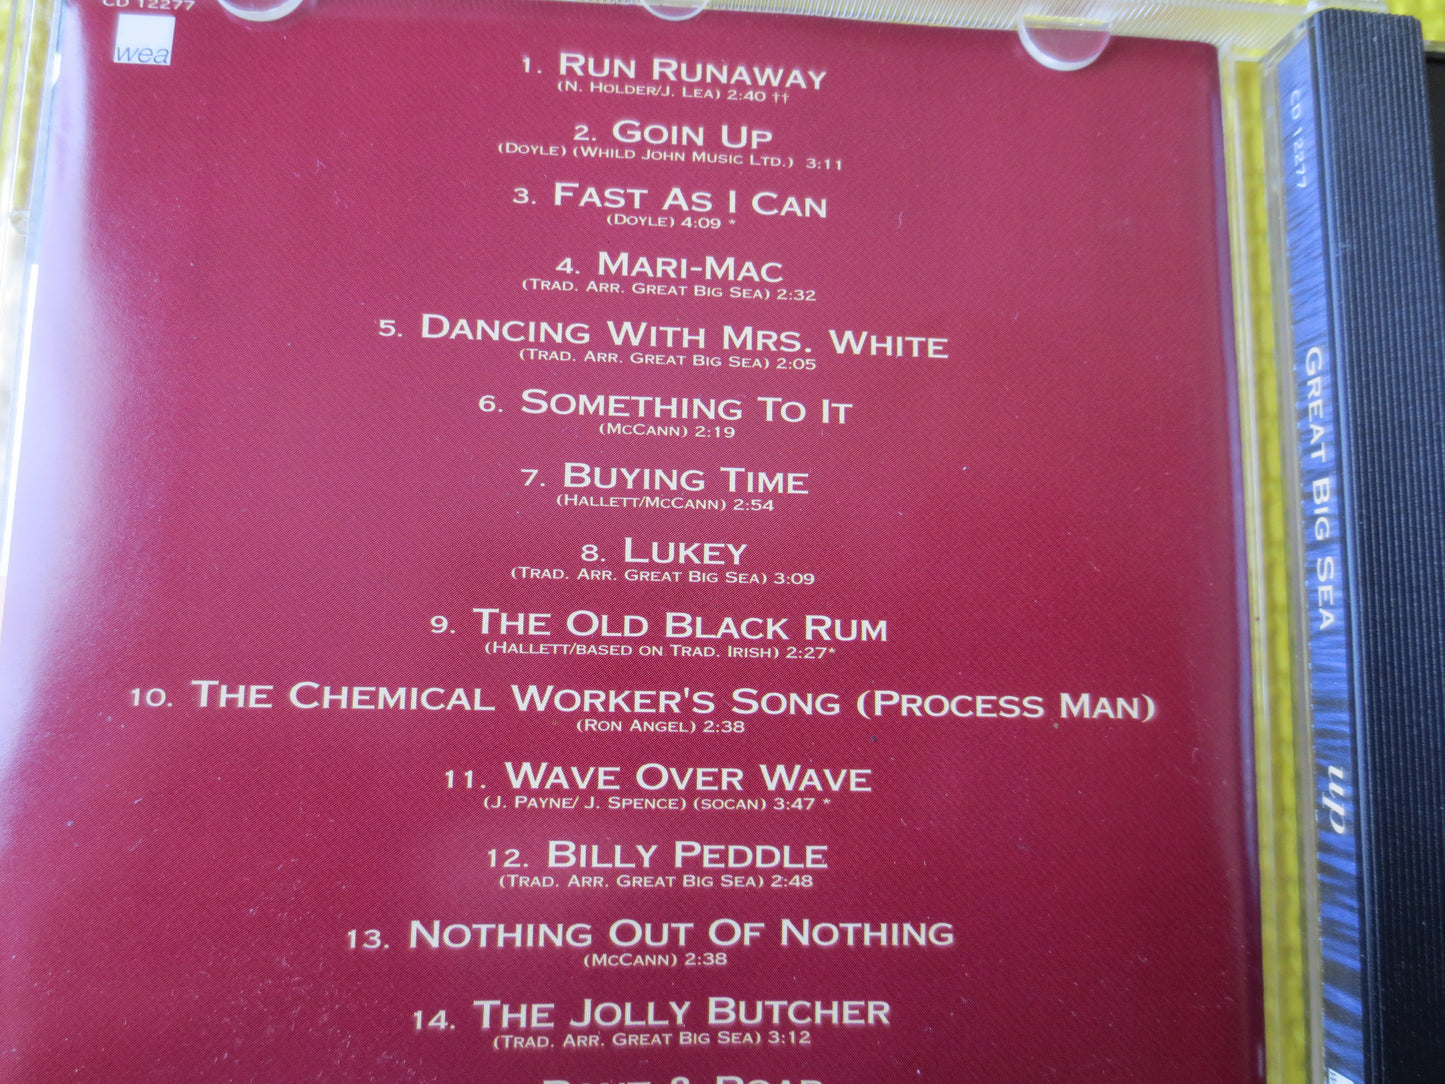 CD 12277
wea
1. RUN RUNAWAY
(N. HOLDER/J. LEA) 2:40 ††
2. GOIN UP
(DOYLE) (WHILD JOHN MUSIC LTD.) 3:11
3. FAST AS I CAN
(DOYLE) 4:09 *
4. MARI-MAC
(TRAD. ARR. GREAT BIG SEA) 2:32
5. DANCING WITH MRS. WHITE
(TRAD. ARR. GREAT BIG SEA) 2:05
6. SOMETHING TO IT
(MCCANN) 2:19
7. BUYING TIME
(HALLETT/MCCANN) 2:54
8. LUKEY
(TRAD. ARR. GREAT BIG SEA) 3:09
9. THE OLD BLACK RUM
(HALLETT/BASED ON TRAD. IRISH) 2:27*
10. THE CHEMICAL WORKER'S SONG (PROCESS MAN)
(RON ANGEL) 2:38
11. WAVE OVER WAVE
(J. PAYNE/ J. SPENCE) (SOCAN) 3:47 *
12. BILLY PEDDLE
(TRAD. ARR. GREAT BIG SEA) 2:48
13. NOTHING OUT OF NOTHING
(MCCANN) 2:38
14. THE JOLLY BUTCHER
(TRAD. ARR. GREAT BIG SEA) 3:12
CD 12277
GREAT BIG SEA
up